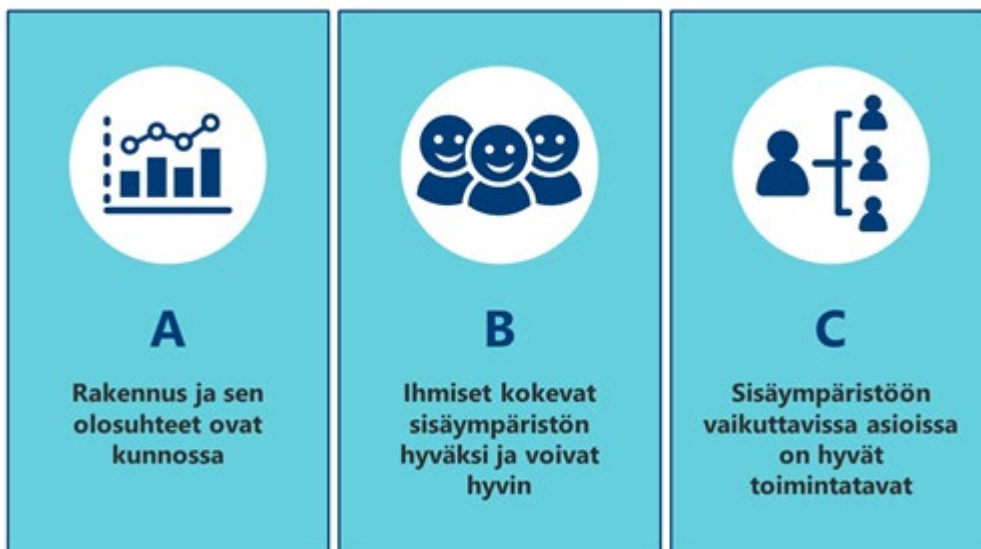 A
Rakennus ja sen
olosuhteet ovat
kunnossa
B
Ihmiset kokevat
sisäympäristön
hyväksi ja voivat
hyvin
C
Sisäympäristöön
vaikuttavissa asioissa
on hyvät
toimintatavat